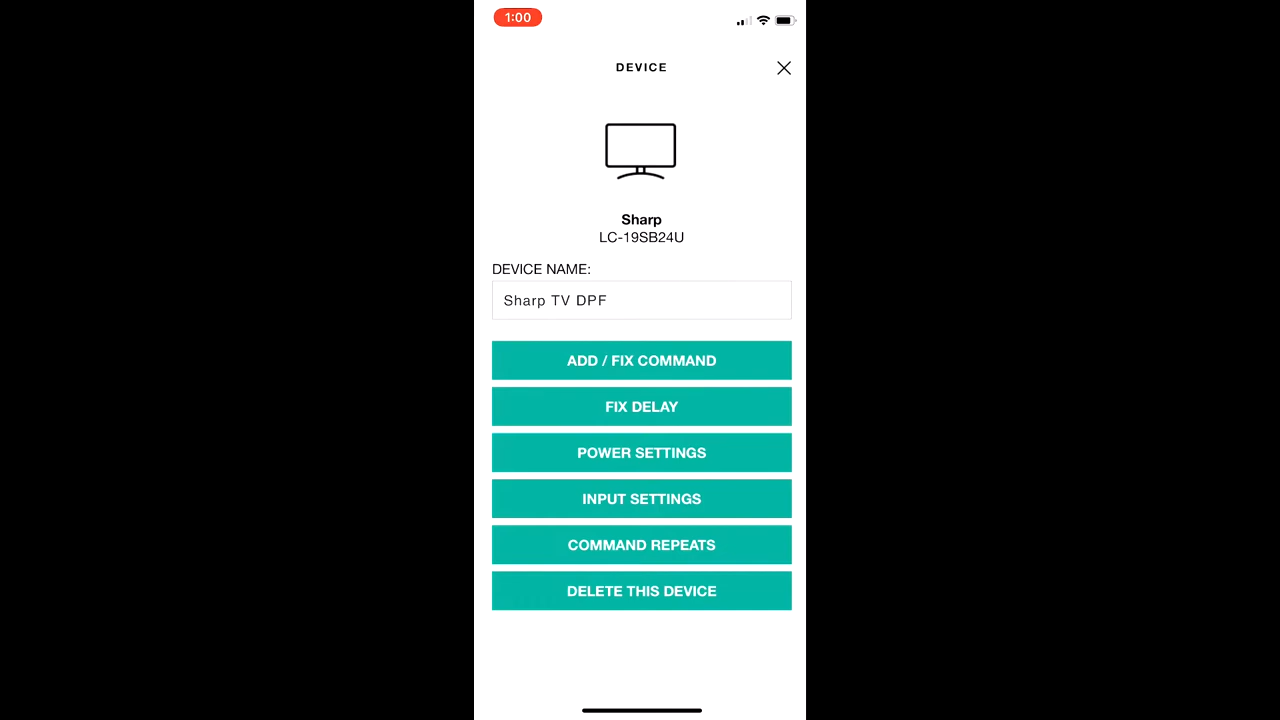 1:00
DEVICE
Sharp
LC-19SB24U
DEVICE NAME:
Sharp TV DPF
ADD / FIX COMMAND
FIX DELAY
POWER SETTINGS
INPUT SETTINGS
COMMAND REPEATS
DELETE THIS DEVICE